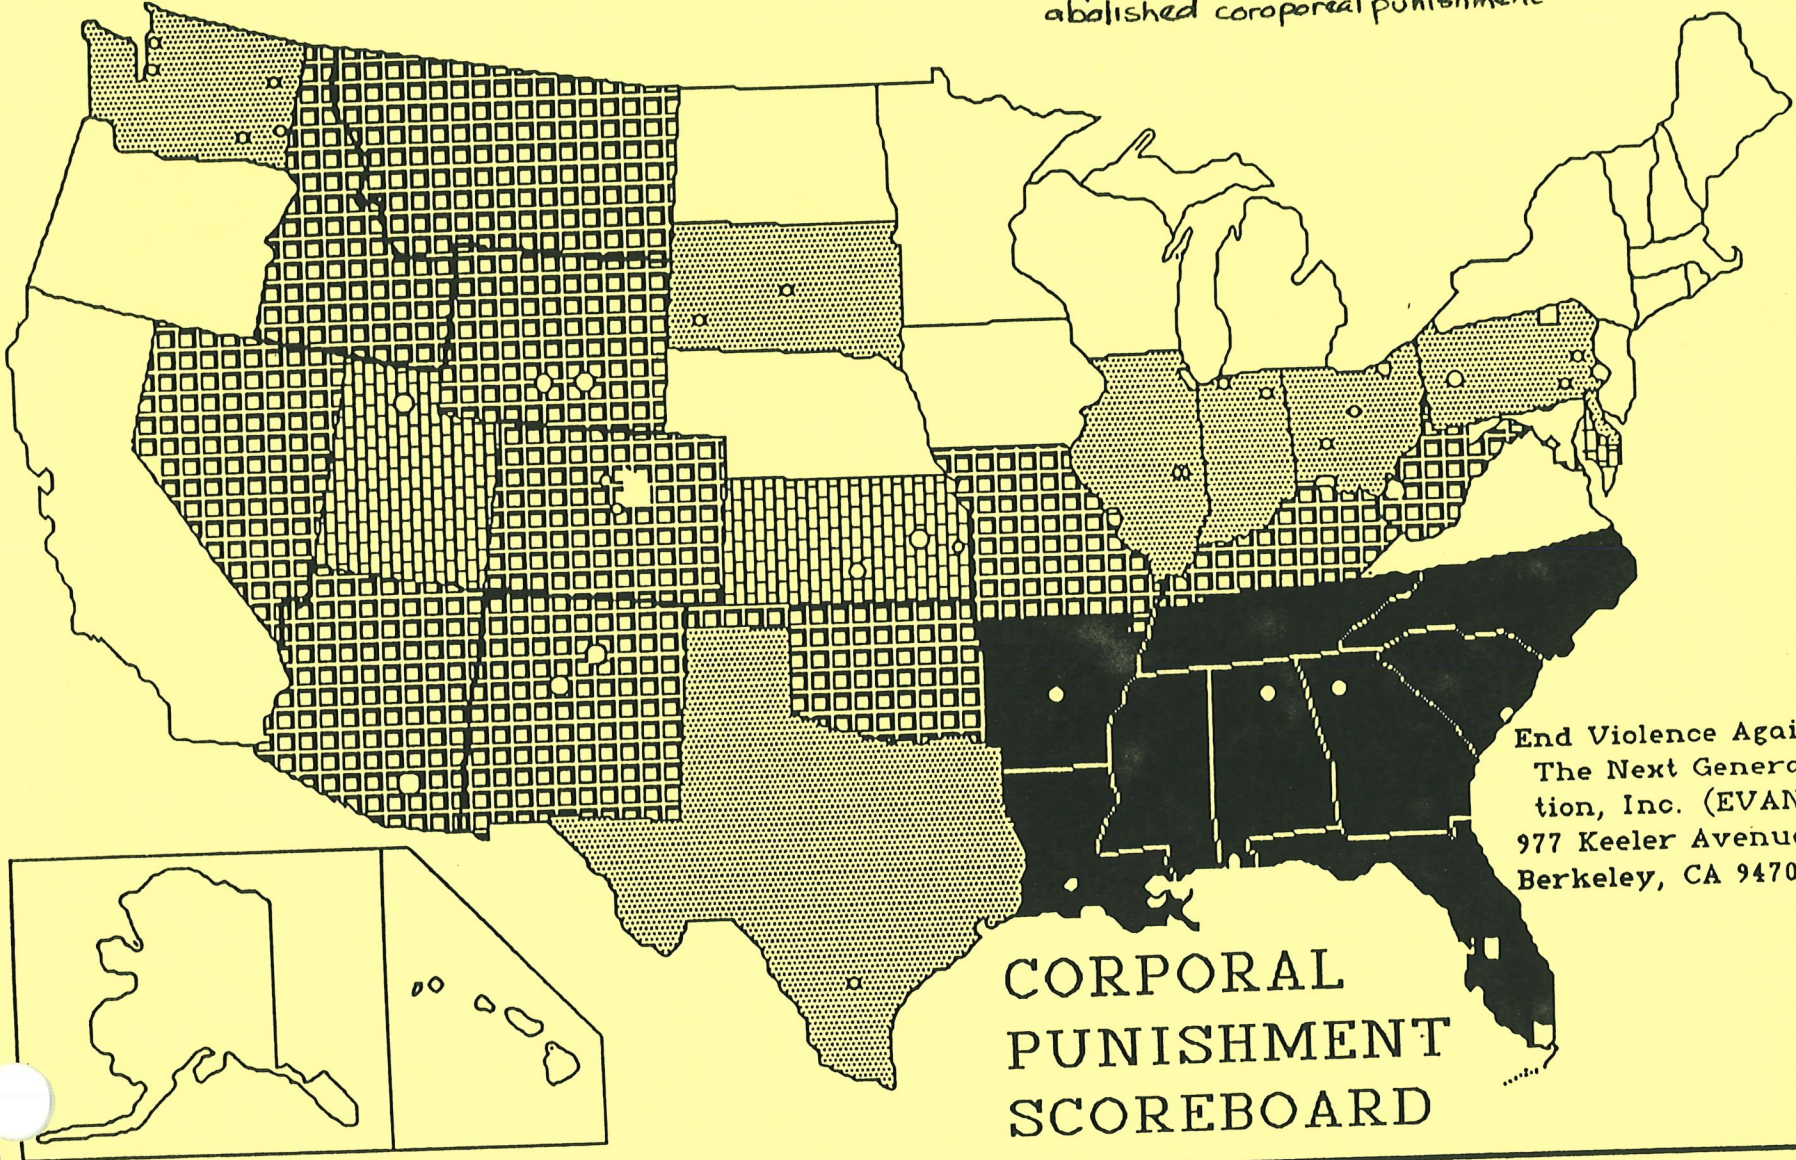 abolished coroporeal punishment
End Violence Agai
The Next Genera
tion, Inc. (EVAN
977 Keeler Avenue
Berkeley, CA 9470
CORPORAL
PUNISHMENT
SCOREBOARD